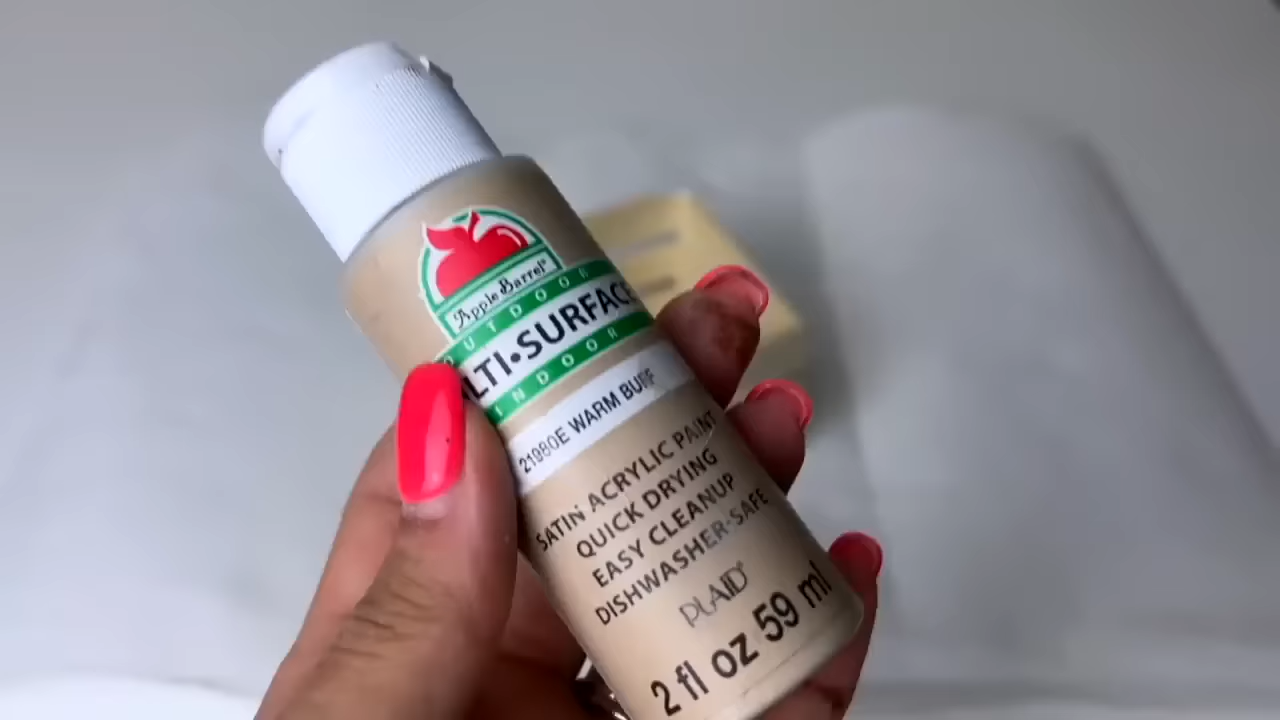 Apple Barrel®
OUTDOOR
LTI•SURFACE
INDOOR
21980E WARM BUFF
SATIN ACRYLIC PAINT
QUICK DRYING
EASY CLEANUP
DISHWASHER-SAFE
PLAID®
2 fl oz 59 ml